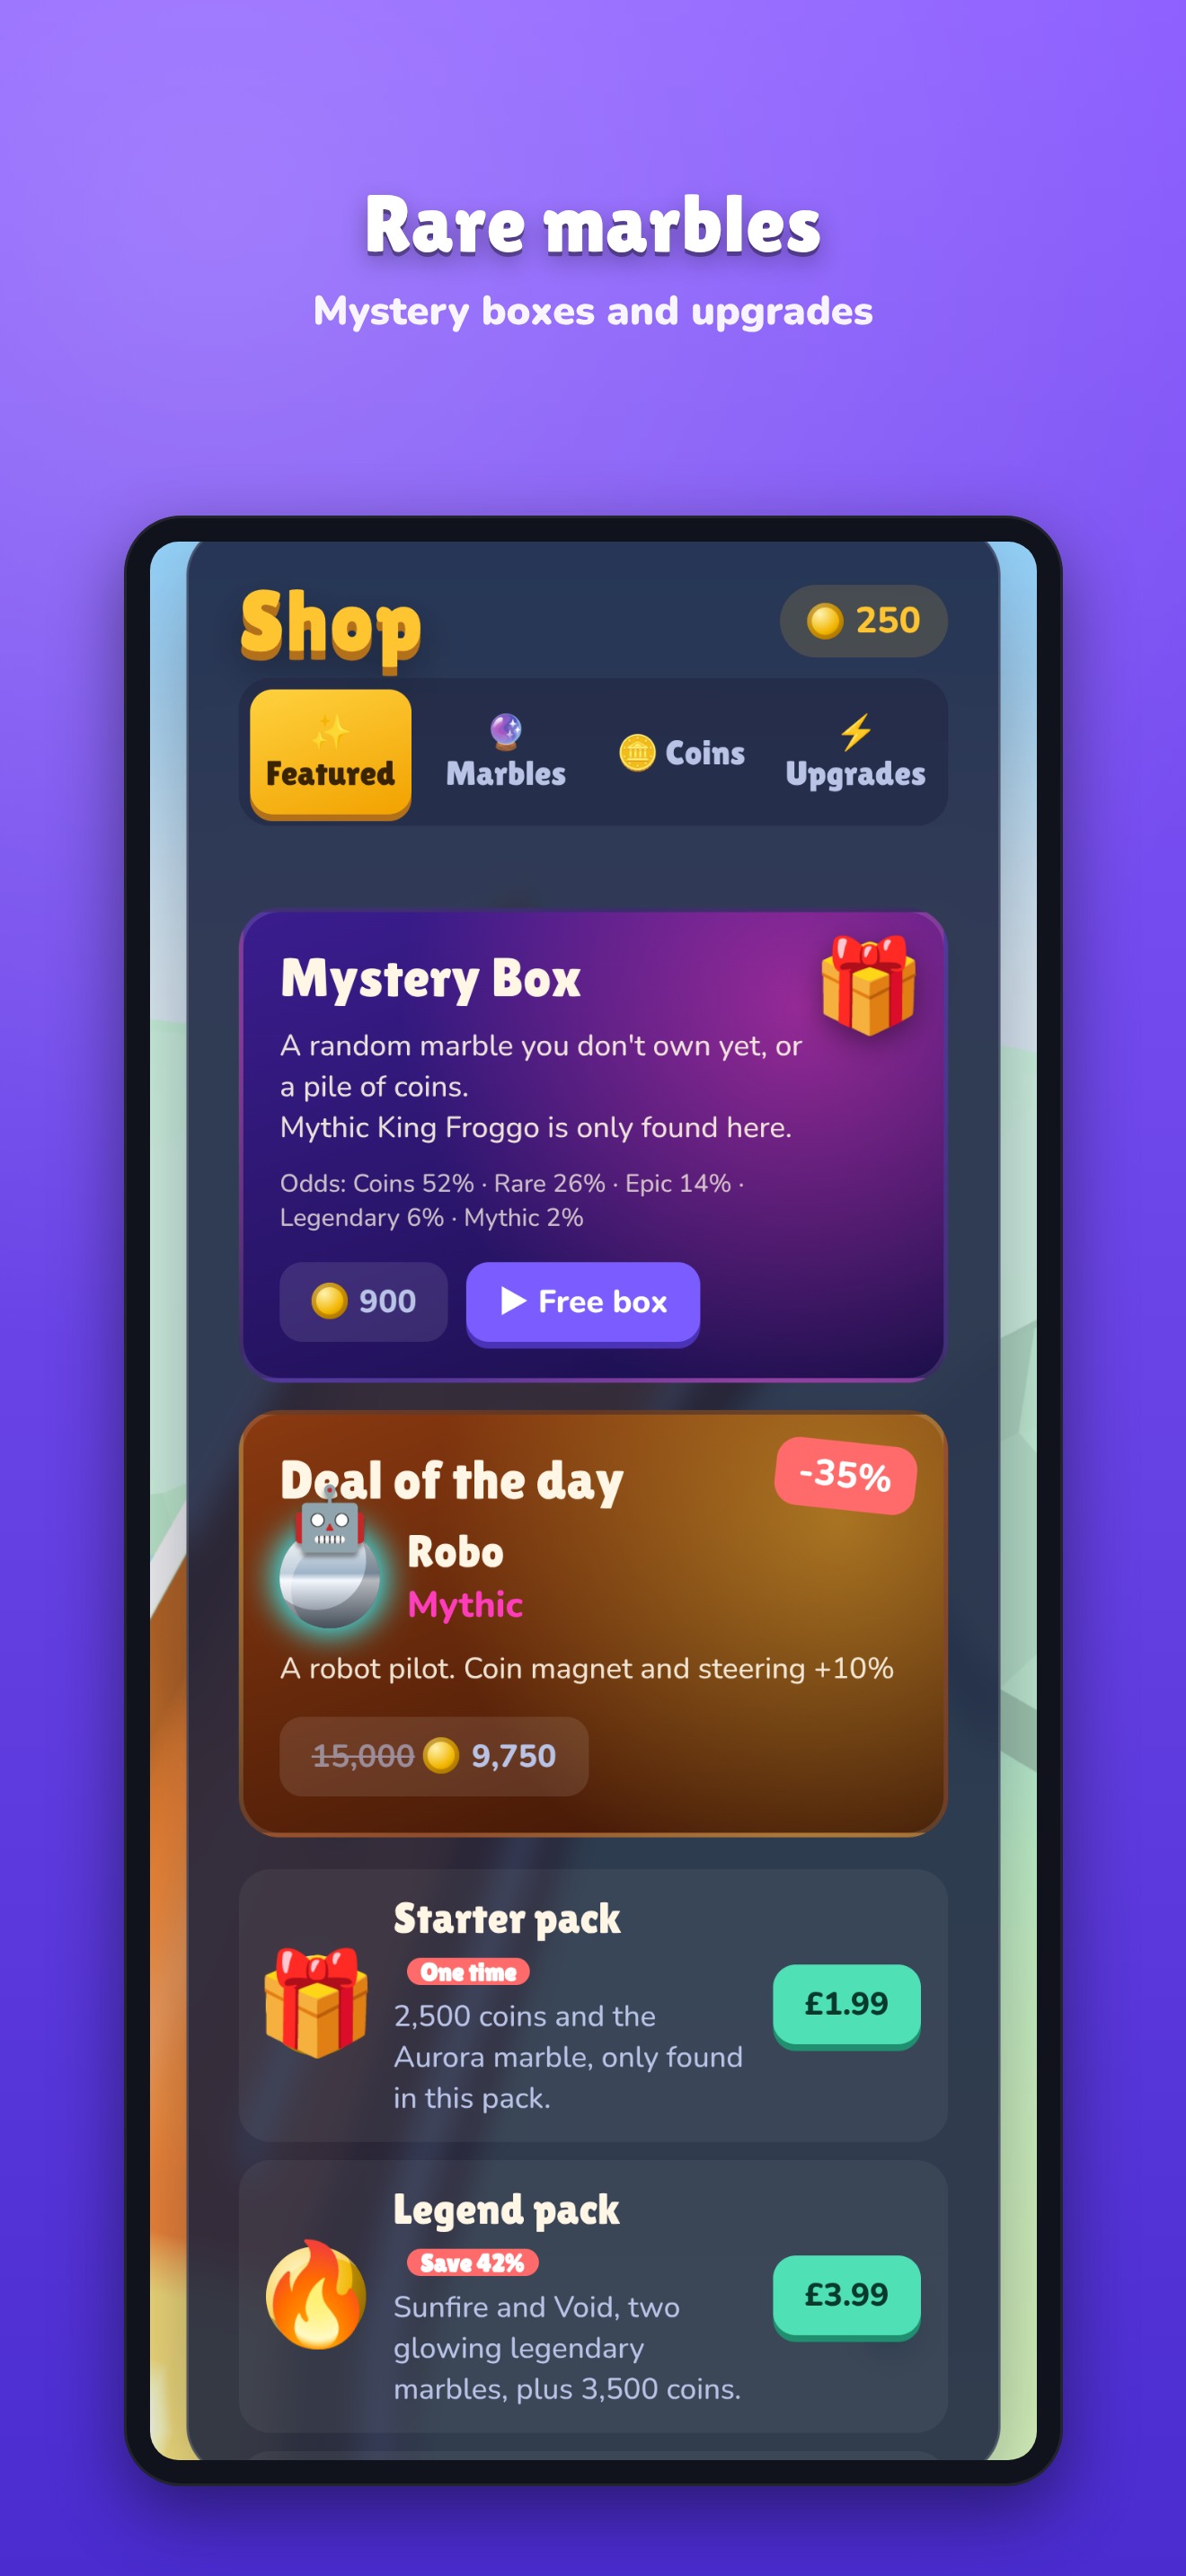 Rare marbles
Mystery boxes and upgrades
Shop
250
Featured
Marbles
Coins
Upgrades
Mystery Box
A random marble you don't own yet, or
a pile of coins.
Mythic King Froggo is only found here.
Odds: Coins 52% · Rare 26% · Epic 14% ·
Legendary 6% · Mythic 2%
900
Free box
Deal of the day
-35%
Robo
Mythic
A robot pilot. Coin magnet and steering +10%
15,000 9,750
Starter pack
One time
2,500 coins and the
Aurora marble, only found
in this pack.
£1.99
Legend pack
Save 42%
Sunfire and Void, two
glowing legendary
marbles, plus 3,500 coins.
£3.99